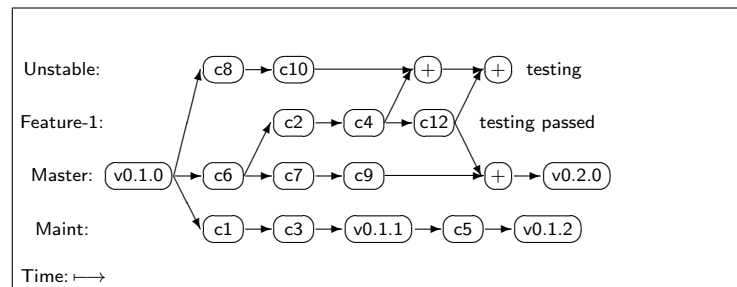 Unstable: c8 c10 + + testing
Feature-1: c2 c4 c12 testing passed
Master: v0.1.0 c6 c7 c9 + v0.2.0
Maint: c1 c3 v0.1.1 c5 v0.1.2
Time: ⟼